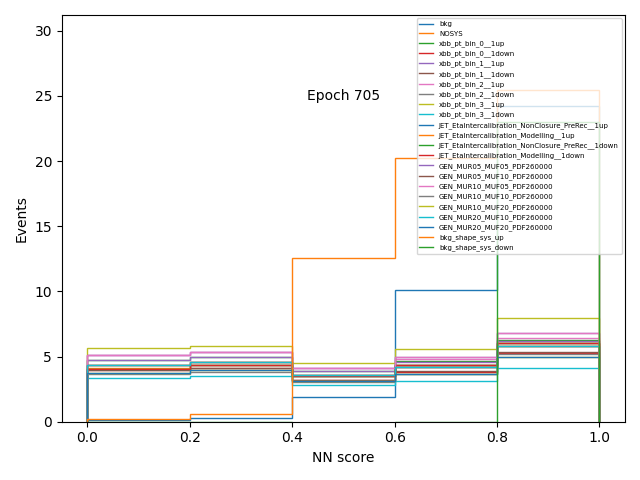 30
25
20
15
10
5
0
Events
Epoch 705
bkg
NOSYS
xbb_pt_bin_0__1up
xbb_pt_bin_0__1down
xbb_pt_bin_1__1up
xbb_pt_bin_1__1down
xbb_pt_bin_2__1up
xbb_pt_bin_2__1down
xbb_pt_bin_3__1up
xbb_pt_bin_3__1down
JET_EtaIntercalibration_NonClosure_PreRec__1up
JET_EtaIntercalibration_Modelling__1up
JET_EtaIntercalibration_NonClosure_PreRec__1down
JET_EtaIntercalibration_Modelling__1down
GEN_MUR05_MUF05_PDF260000
GEN_MUR05_MUF10_PDF260000
GEN_MUR10_MUF05_PDF260000
GEN_MUR10_MUF10_PDF260000
GEN_MUR10_MUF20_PDF260000
GEN_MUR20_MUF10_PDF260000
GEN_MUR20_MUF20_PDF260000
bkg_shape_sys_up
bkg_shape_sys_down
0.0 0.2 0.4 0.6 0.8 1.0
NN score